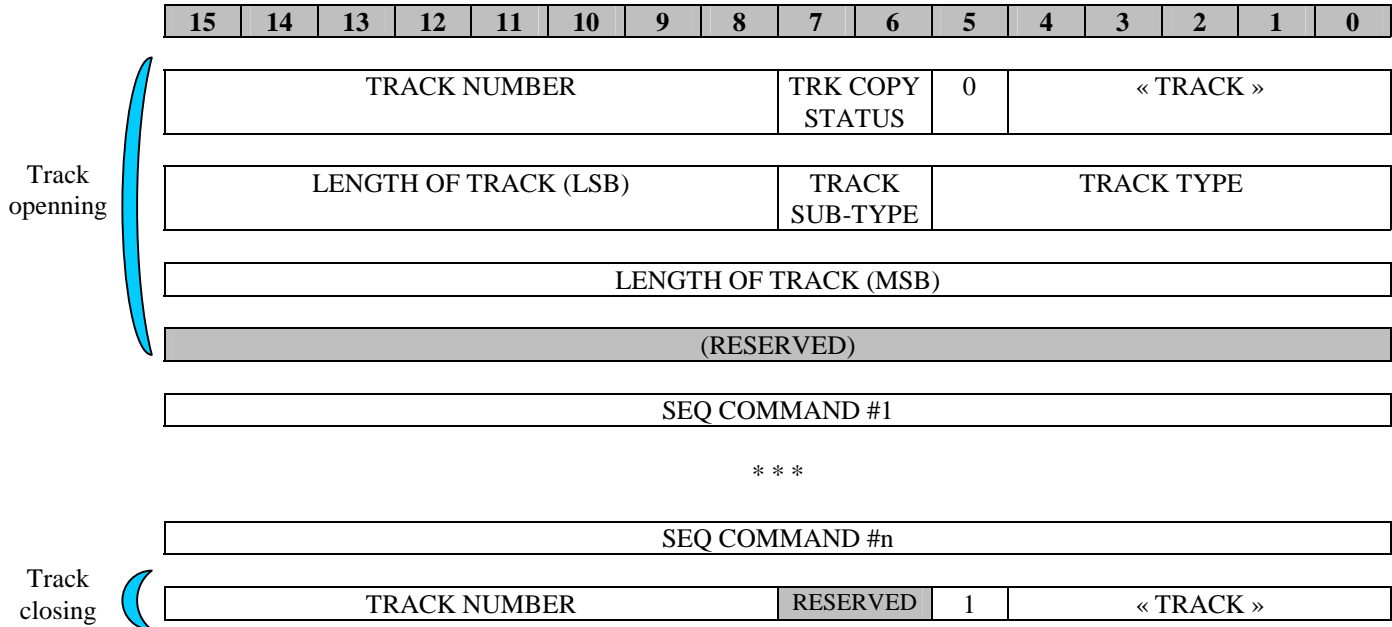 15 14 13 12 11 10 9 8 7 6 5 4 3 2 1 0
TRACK NUMBER TRK COPY STATUS 0 « TRACK »
Track openning
LENGTH OF TRACK (LSB) TRACK SUB-TYPE TRACK TYPE
LENGTH OF TRACK (MSB)
(RESERVED)
SEQ COMMAND #1
* * *
SEQ COMMAND #n
Track closing
TRACK NUMBER RESERVED 1 « TRACK »